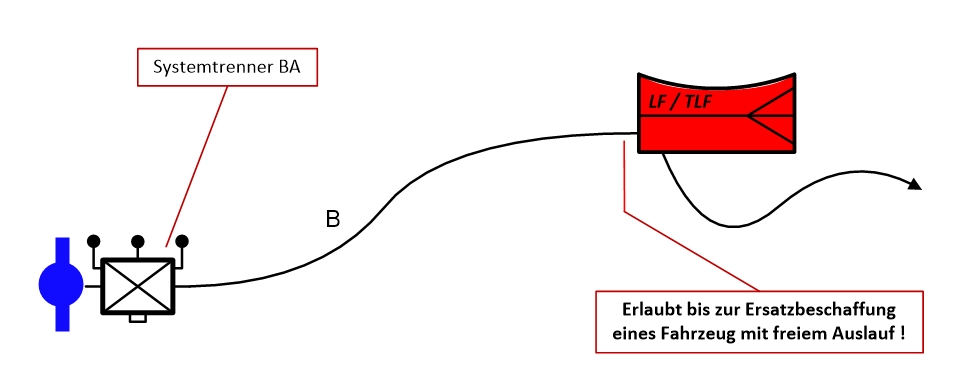 Systemtrenner BA
LF / TLF
B
Erlaubt bis zur Ersatzbeschaffung
eines Fahrzeug mit freiem Auslauf !